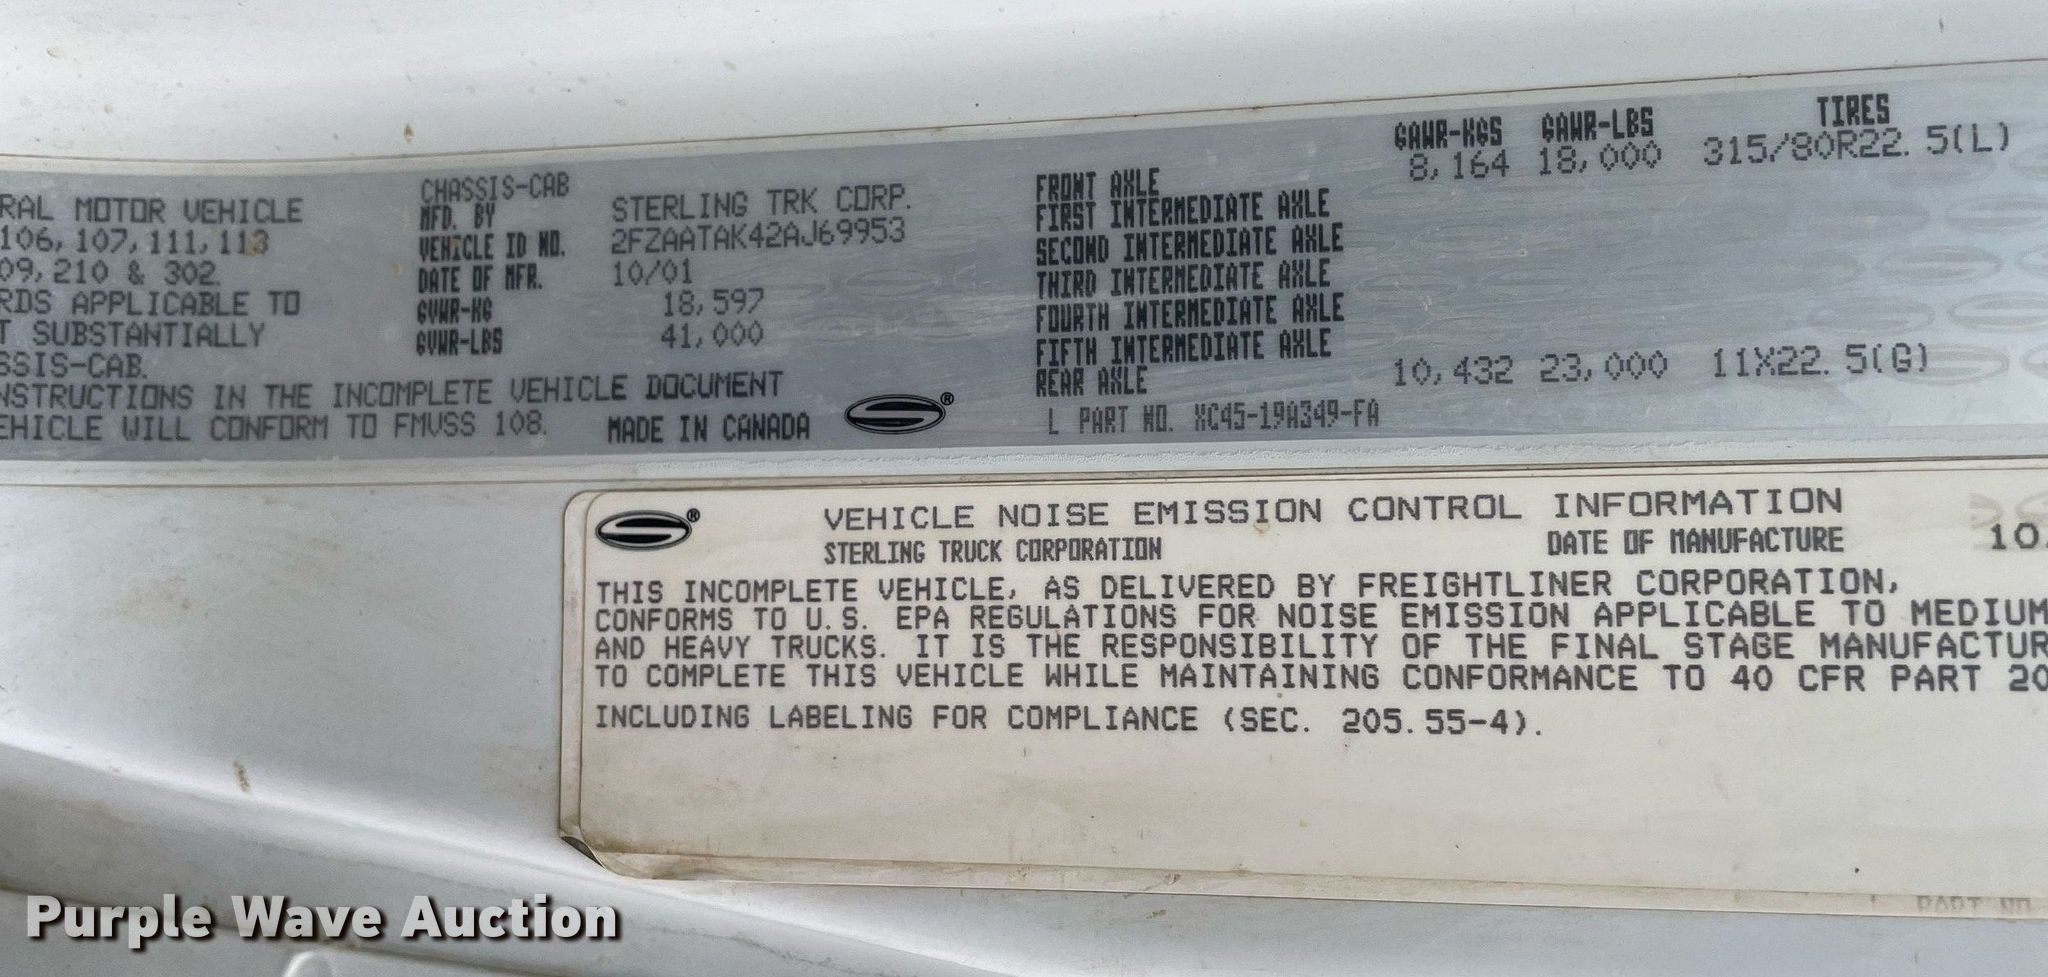 RAL MOTOR VEHICLE
106, 107, 111, 113
09, 210 & 302
RDS APPLICABLE TO
T SUBSTANTIALLY
SSIS-CAB.
NSTRUCTIONS IN THE INCOMPLETE VEHICLE DOCUMENT
EHICLE WILL CONFORM TO FMVSS 108.
CHASSIS-CAB
MFD. BY STERLING TRK CORP.
VEHICLE ID NO. 2FZAATAK42AJ69953
DATE OF MFR. 10/01
GVWR-KG 18,597
GVWR-LBS 41,000
MADE IN CANADA
®
GAWR-KGS GAWR-LBS TIRES
FRONT AXLE 8,164 18,000 315/80R22.5(L)
FIRST INTERMEDIATE AXLE
SECOND INTERMEDIATE AXLE
THIRD INTERMEDIATE AXLE
FOURTH INTERMEDIATE AXLE
FIFTH INTERMEDIATE AXLE
REAR AXLE 10,432 23,000 11X22.5(G)
L PART NO. XC45-19A349-FA
®
VEHICLE NOISE EMISSION CONTROL INFORMATION
STERLING TRUCK CORPORATION DATE OF MANUFACTURE 10
THIS INCOMPLETE VEHICLE, AS DELIVERED BY FREIGHTLINER CORPORATION,
CONFORMS TO U.S. EPA REGULATIONS FOR NOISE EMISSION APPLICABLE TO MEDIUM
AND HEAVY TRUCKS. IT IS THE RESPONSIBILITY OF THE FINAL STAGE MANUFACTUR
TO COMPLETE THIS VEHICLE WHILE MAINTAINING CONFORMANCE TO 40 CFR PART 20
INCLUDING LABELING FOR COMPLIANCE (SEC. 205.55-4).
L PART NO
Purple Wave Auction